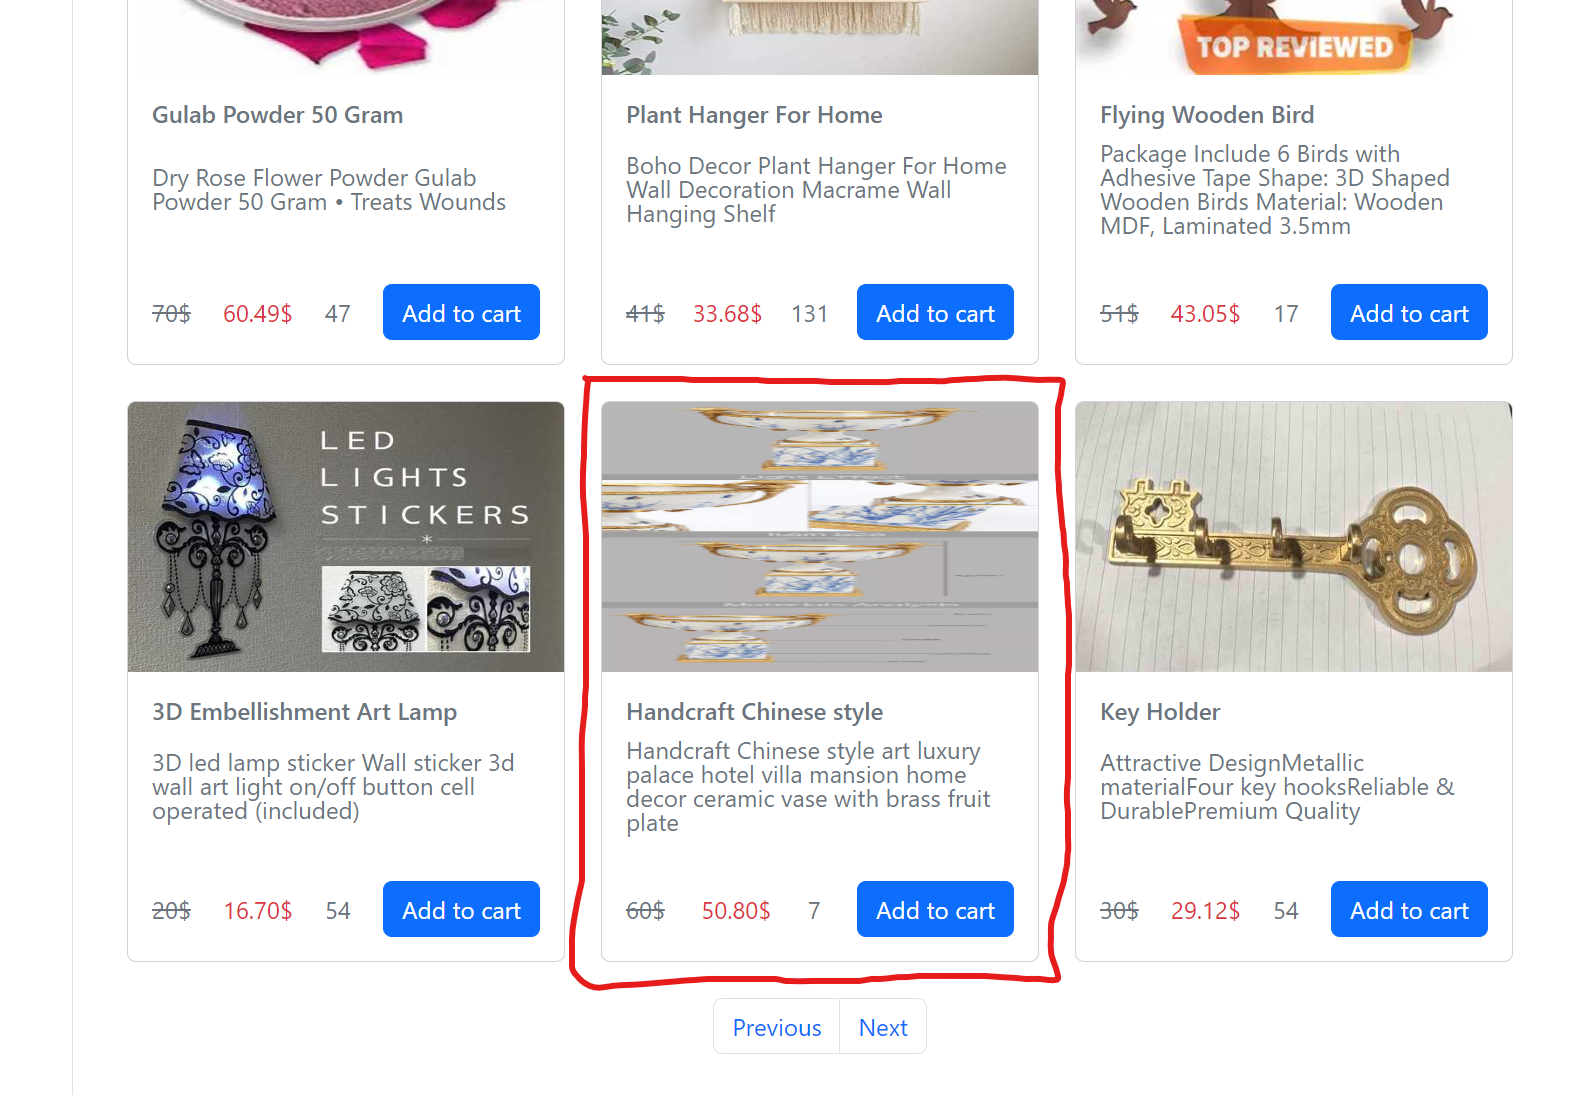 TOP REVIEWED
Gulab Powder 50 Gram
Dry Rose Flower Powder Gulab
Powder 50 Gram • Treats Wounds
70$ 60.49$ 47 Add to cart
Plant Hanger For Home
Boho Decor Plant Hanger For Home
Wall Decoration Macrame Wall
Hanging Shelf
41$ 33.68$ 131 Add to cart
Flying Wooden Bird
Package Include 6 Birds with
Adhesive Tape Shape: 3D Shaped
Wooden Birds Material: Wooden
MDF, Laminated 3.5mm
51$ 43.05$ 17 Add to cart
LED
LIGHTS
STICKERS
3D Embellishment Art Lamp
3D led lamp sticker Wall sticker 3d
wall art light on/off button cell
operated (included)
20$ 16.70$ 54 Add to cart
Materials Analysis
Handcraft Chinese style
Handcraft Chinese style art luxury
palace hotel villa mansion home
decor ceramic vase with brass fruit
plate
60$ 50.80$ 7 Add to cart
Key Holder
Attractive DesignMetallic
materialFour key hooksReliable &
DurablePremium Quality
30$ 29.12$ 54 Add to cart
Previous Next